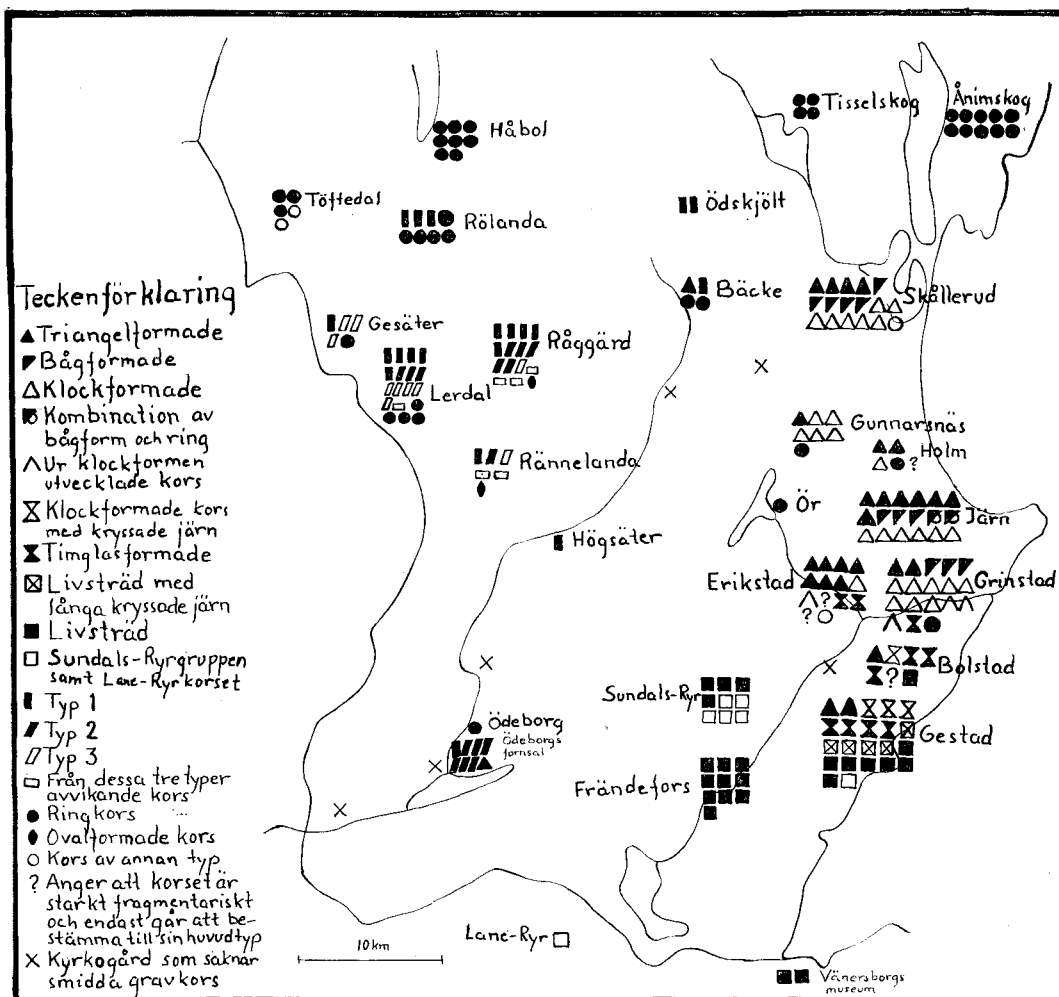 Tisselskog
Ånimskog
Håbol
Töftedal
Rölanda
Ödskjölt
Bäcke
Skållerud
Gesäter
Råggärd
Lerdal
Gunnarsnäs
Holm
?
Rännelanda
Ör
Järn
Högsäter
Erikstad
?
?
Grinstad
Bolstad
?
Sundals-Ryr
Gestad
Ödeborg
Ödeborgs
fornsal
Frändefors
Lane-Ryr
10 km
Vänersborgs
museum
Teckenförklaring
Triangelformade
Bågformade
Klockformade
Kombination av
bågform och ring
Ur klockformen
utvecklade kors
Klockformade kors
med kryssade järn
Timglasformade
Livsträd med
långa kryssade järn
Livsträd
Sundals-Ryrgruppen
samt Lane-Ryr korset
Typ 1
Typ 2
Typ 3
Från dessa tre typer
avvikande kors
Ringkors
Ovalformade kors
Kors av annan typ
? Anger att korset är
starkt fragmentariskt
och endast går att be-
stämma till sin huvudtyp
Kyrkogård som saknar
smidda gravkors